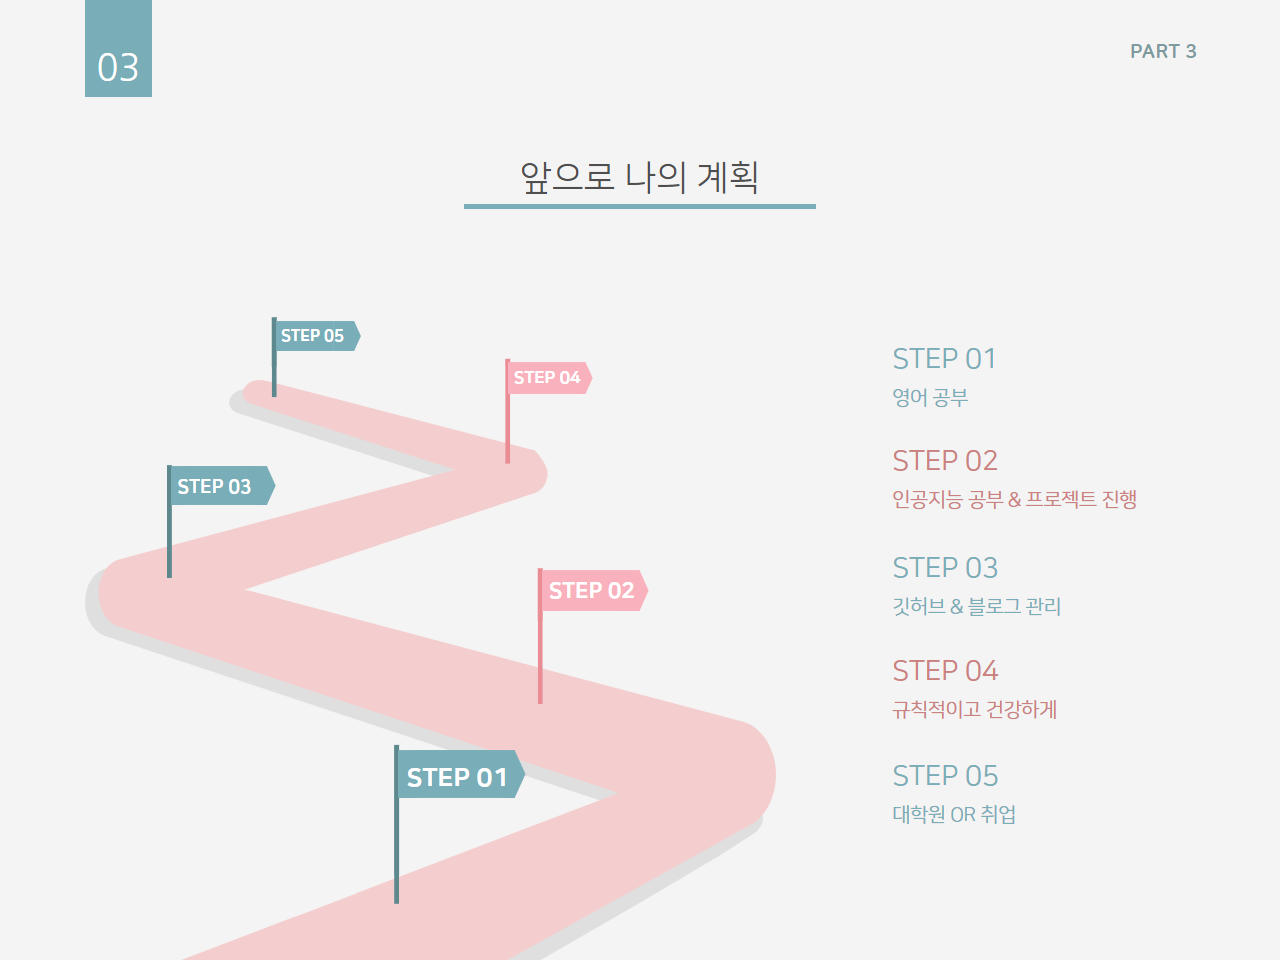 03
PART 3
앞으로 나의 계획
STEP 05
STEP 04
STEP 03
STEP 02
STEP 01
STEP 01
영어 공부
STEP 02
인공지능 공부 & 프로젝트 진행
STEP 03
깃허브 & 블로그 관리
STEP 04
규칙적이고 건강하게
STEP 05
대학원 OR 취업